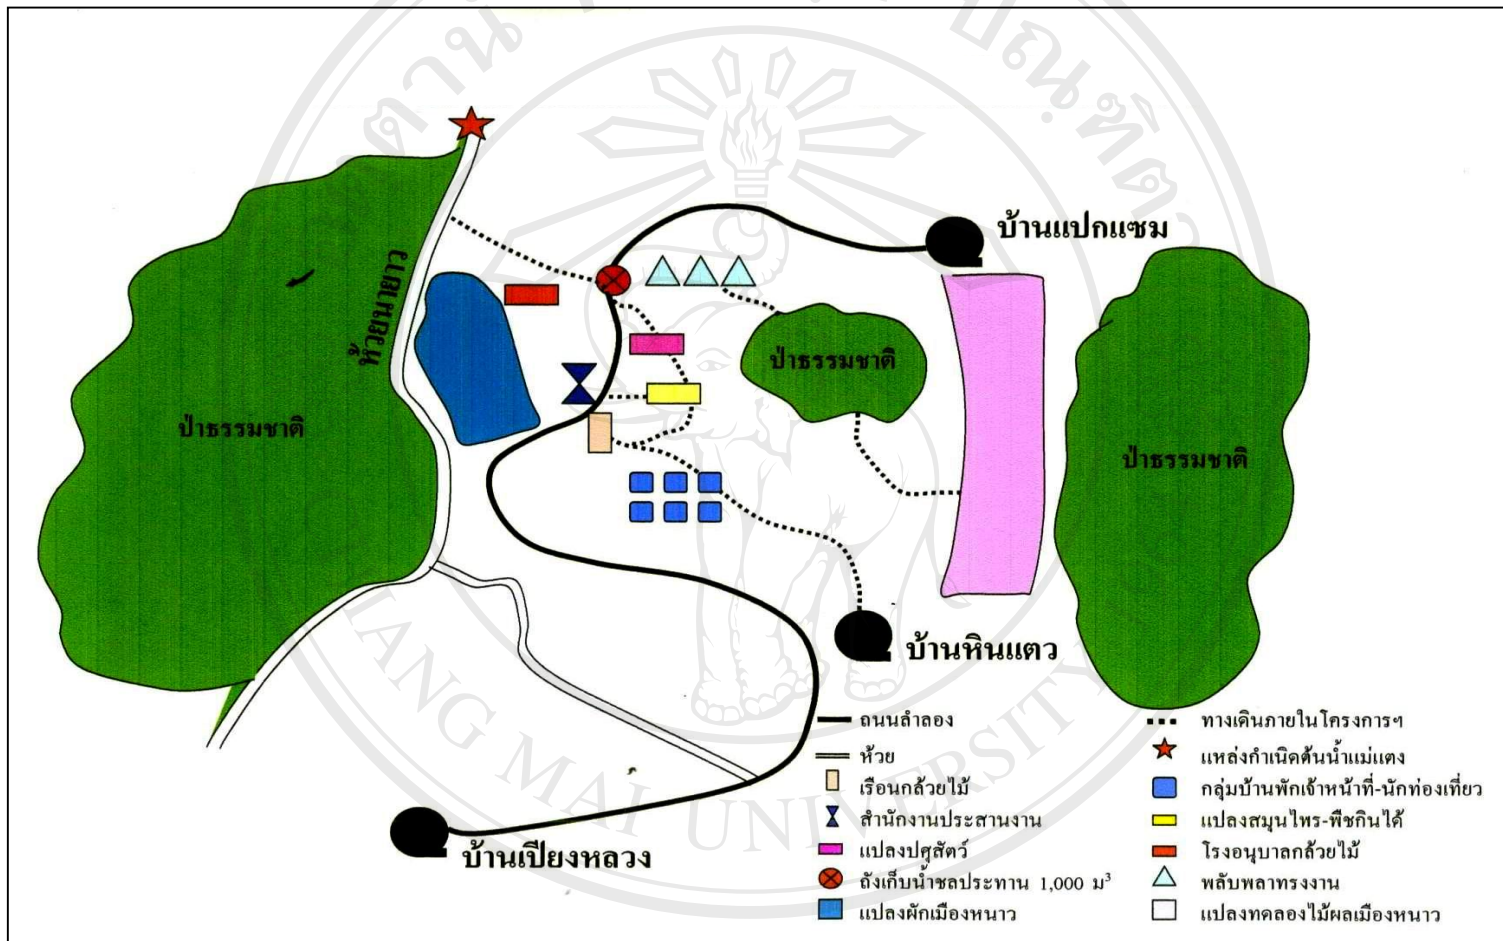 บ้านแปกแซม
ห้วยนายาว
ป่าธรรมชาติ
ป่าธรรมชาติ
ป่าธรรมชาติ
บ้านหินแตว
บ้านเปียงหลวง
ถนนลำลอง
ห้วย
เรือนกล้วยไม้
สำนักงานประสานงาน
แปลงปศุสัตว์
ถังเก็บน้ำชลประทาน 1,000 ม³
แปลงผักเมืองหนาว
ทางเดินภายในโครงการฯ
แหล่งกำเนิดต้นน้ำแม่แตง
กลุ่มบ้านพักเจ้าหน้าที่-นักท่องเที่ยว
แปลงสมุนไพร-พืชกินได้
โรงอนุบาลกล้วยไม้
พลับพลาทรงงาน
แปลงทดลองไม้ผลเมืองหนาว
ANG MAI UNIVERSITY